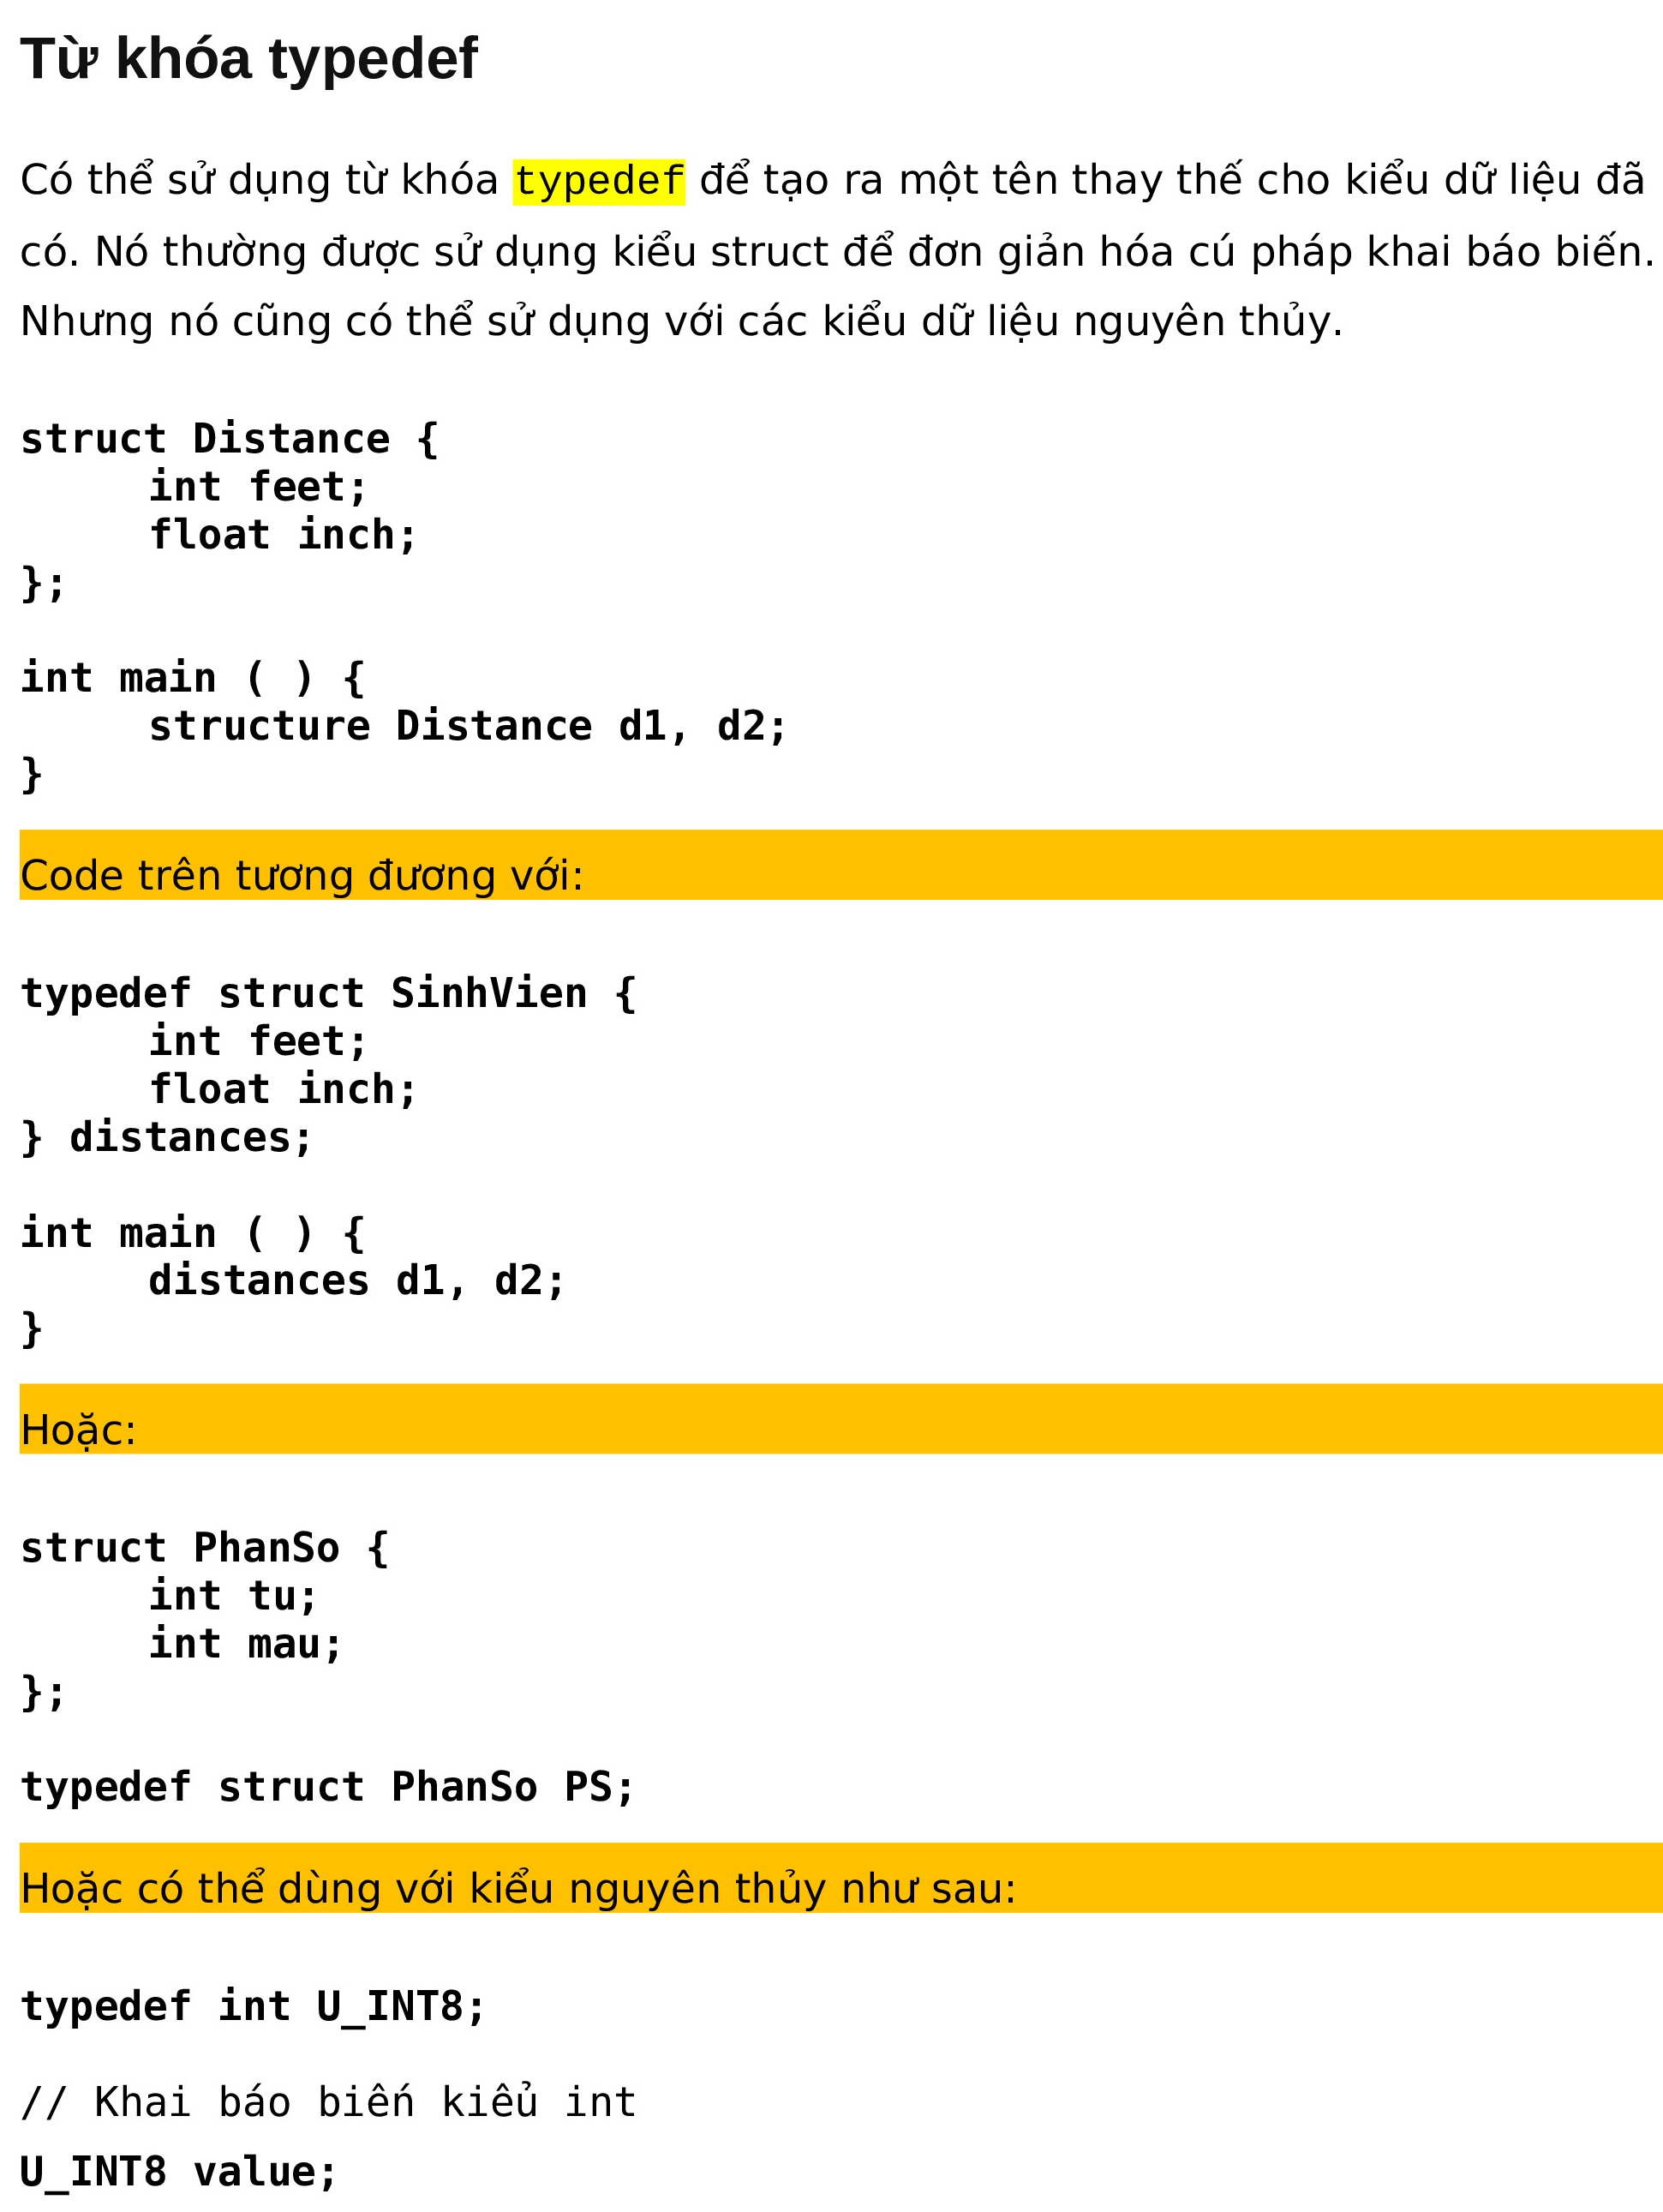 Từ khóa typedef
Có thể sử dụng từ khóa typedef để tạo ra một tên thay thế cho kiểu dữ liệu đã
có. Nó thường được sử dụng kiểu struct để đơn giản hóa cú pháp khai báo biến.
Nhưng nó cũng có thể sử dụng với các kiểu dữ liệu nguyên thủy.
struct Distance {
int feet;
float inch;
};
int main ( ) {
structure Distance d1, d2;
}
Code trên tương đương với:
typedef struct SinhVien {
int feet;
float inch;
} distances;
int main ( ) {
distances d1, d2;
}
Hoặc:
struct PhanSo {
int tu;
int mau;
};
typedef struct PhanSo PS;
Hoặc có thể dùng với kiểu nguyên thủy như sau:
typedef int U_INT8;
// Khai báo biến kiểu int
U_INT8 value;